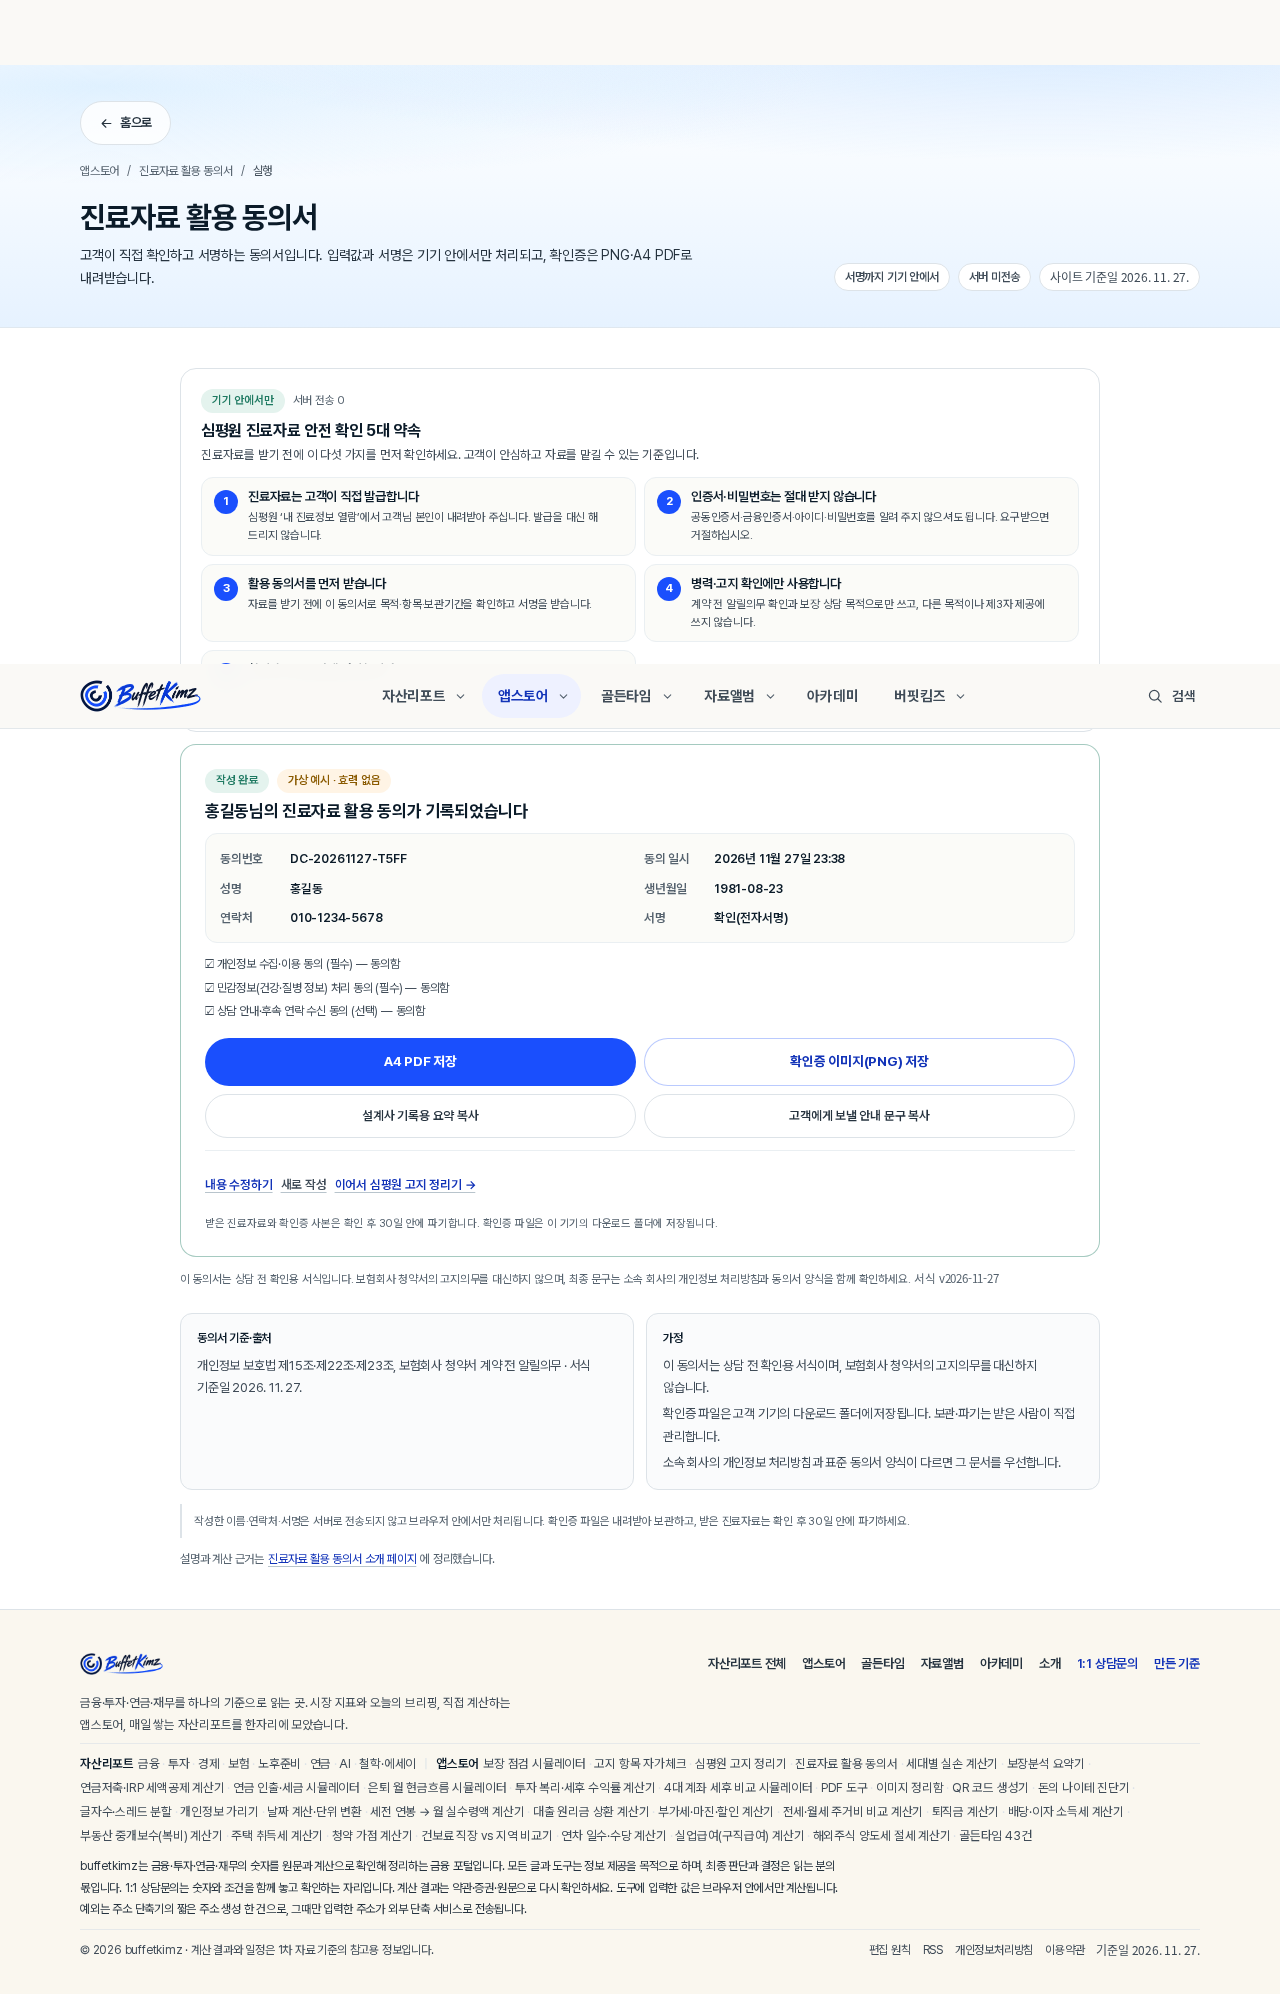 ← 홈으로
앱스토어 / 진료자료 활용 동의서 / 실행
진료자료 활용 동의서
고객이 직접 확인하고 서명하는 동의서입니다. 입력값과 서명은 기기 안에서만 처리되고, 확인증은 PNG·A4 PDF로
내려받습니다.
서명까지 기기 안에서 서버 미전송 사이트 기준일 2026. 11. 27.
기기 안에서만 서버 전송 0
심평원 진료자료 안전 확인 5대 약속
진료자료를 받기 전에 이 다섯 가지를 먼저 확인하세요. 고객이 안심하고 자료를 맡길 수 있는 기준입니다.
1 진료자료는 고객이 직접 발급합니다
심평원 ‘내 진료정보 열람’에서 고객님 본인이 내려받아 주십니다. 발급을 대신 해
드리지 않습니다.
2 인증서·비밀번호는 절대 받지 않습니다
공동인증서·금융인증서·아이디·비밀번호를 알려 주지 않으셔도 됩니다. 요구받으면
거절하십시오.
3 활용 동의서를 먼저 받습니다
자료를 받기 전에 이 동의서로 목적·항목·보관기간을 확인하고 서명을 받습니다.
4 병력·고지 확인에만 사용합니다
계약 전 알릴의무 확인과 보장 상담 목적으로만 쓰고, 다른 목적이나 제3자 제공에
쓰지 않습니다.
BuffetKimz 자산리포트 앱스토어 골든타임 자료앨범 아카데미 버핏킴즈 검색
작성 완료 가상 예시 · 효력 없음
홍길동님의 진료자료 활용 동의가 기록되었습니다
동의번호 DC-20261127-T5FF 동의 일시 2026년 11월 27일 23:38
성명 홍길동 생년월일 1981-08-23
연락처 010-1234-5678 서명 확인(전자서명)
☑ 개인정보 수집·이용 동의 (필수) — 동의함
☑ 민감정보(건강·질병 정보) 처리 동의 (필수) — 동의함
☑ 상담 안내·후속 연락 수신 동의 (선택) — 동의함
A4 PDF 저장 확인증 이미지(PNG) 저장
설계사 기록용 요약 복사 고객에게 보낼 안내 문구 복사
내용 수정하기 새로 작성 이어서 심평원 고지 정리기 →
받은 진료자료와 확인증 사본은 확인 후 30일 안에 파기합니다. 확인증 파일은 이 기기의 다운로드 폴더에 저장됩니다.
이 동의서는 상담 전 확인용 서식입니다. 보험회사 청약서의 고지의무를 대신하지 않으며, 최종 문구는 소속 회사의 개인정보 처리방침과 동의서 양식을 함께 확인하세요. 서식 v2026-11-27
동의서 기준·출처
개인정보 보호법 제15조·제22조·제23조, 보험회사 청약서 계약 전 알릴의무 · 서식
기준일 2026. 11. 27.
가정
이 동의서는 상담 전 확인용 서식이며, 보험회사 청약서의 고지의무를 대신하지
않습니다.
확인증 파일은 고객 기기의 다운로드 폴더에 저장됩니다. 보관·파기는 받은 사람이 직접
관리합니다.
소속 회사의 개인정보 처리방침과 표준 동의서 양식이 다르면 그 문서를 우선합니다.
작성한 이름·연락처·서명은 서버로 전송되지 않고 브라우저 안에서만 처리됩니다. 확인증 파일은 내려받아 보관하고, 받은 진료자료는 확인 후 30일 안에 파기하세요.
설명과 계산 근거는 진료자료 활용 동의서 소개 페이지 에 정리했습니다.
BuffetKimz 자산리포트 전체 앱스토어 골든타임 자료앨범 아카데미 소개 1:1 상담문의 만든 기준
금융·투자·연금·재무를 하나의 기준으로 읽는 곳. 시장 지표와 오늘의 브리핑, 직접 계산하는
앱스토어, 매일 쌓는 자산리포트를 한자리에 모았습니다.
자산리포트 금융 · 투자 · 경제 · 보험 · 노후준비 · 연금 · AI · 철학·에세이 | 앱스토어 보장 점검 시뮬레이터 · 고지 항목 자가체크 · 심평원 고지 정리기 · 진료자료 활용 동의서 · 세대별 실손 계산기 · 보장분석 요약기 ·
연금저축·IRP 세액공제 계산기 · 연금 인출·세금 시뮬레이터 · 은퇴 월 현금흐름 시뮬레이터 · 투자 복리·세후 수익률 계산기 · 4대 계좌 세후 비교 시뮬레이터 · PDF 도구 · 이미지 정리함 · QR 코드 생성기 · 돈의 나이테 진단기 ·
글자수·스레드 분할 · 개인정보 가리기 · 날짜 계산·단위 변환 · 세전 연봉 → 월 실수령액 계산기 · 대출 원리금 상환 계산기 · 부가세·마진·할인 계산기 · 전세·월세 주거비 비교 계산기 · 퇴직금 계산기 · 배당·이자 소득세 계산기 ·
부동산 중개보수(복비) 계산기 · 주택 취득세 계산기 · 청약 가점 계산기 · 건보료 직장 vs 지역 비교기 · 연차 일수·수당 계산기 · 실업급여(구직급여) 계산기 · 해외주식 양도세 절세 계산기 · 골든타임 43건
buffetkimz는 금융·투자·연금·재무의 숫자를 원문과 계산으로 확인해 정리하는 금융 포털입니다. 모든 글과 도구는 정보 제공을 목적으로 하며, 최종 판단과 결정은 읽는 분의
몫입니다. 1:1 상담문의는 숫자와 조건을 함께 놓고 확인하는 자리입니다. 계산 결과는 약관·증권·원문으로 다시 확인하세요. 도구에 입력한 값은 브라우저 안에서만 계산됩니다.
예외는 주소 단축기의 짧은 주소 생성 한 건으로, 그때만 입력한 주소가 외부 단축 서비스로 전송됩니다.
© 2026 buffetkimz · 계산 결과와 일정은 1차 자료 기준의 참고용 정보입니다. 편집 원칙 RSS 개인정보처리방침 이용약관 기준일 2026. 11. 27.